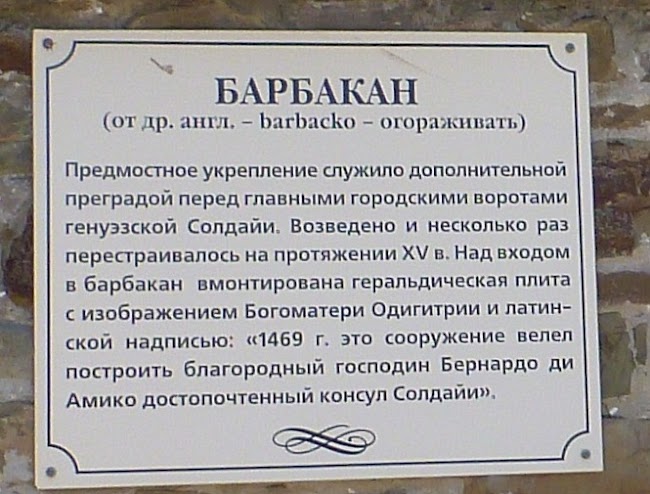 БАРБАКАН
(от др. англ. – barbacko – огораживать)
Предмостное укрепление служило дополнительной
преградой перед главными городскими воротами
генуэзской Солдайи. Возведено и несколько раз
перестраивалось на протяжении XV в. Над входом
в барбакан вмонтирована геральдическая плита
с изображением Богоматери Одигитрии и латин-
ской надписью: «1469 г. это сооружение велел
построить благородный господин Бернардо ди
Амико достопочтенный консул Солдайи».